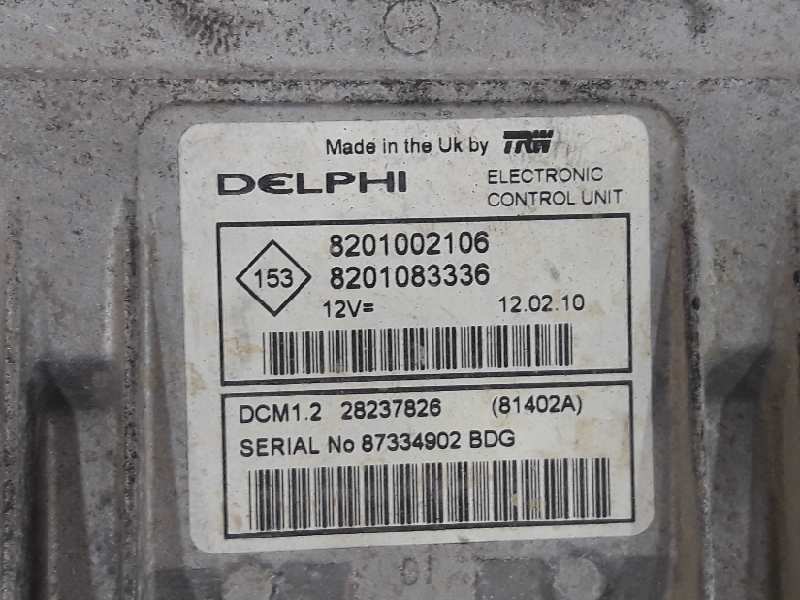 Made in the Uk by TRW
DELPHI
ELECTRONIC
CONTROL UNIT
8201002106
153
8201083336
12V=
12.02.10
DCM1.2 28237826 (81402A)
SERIAL No 87334902 BDG